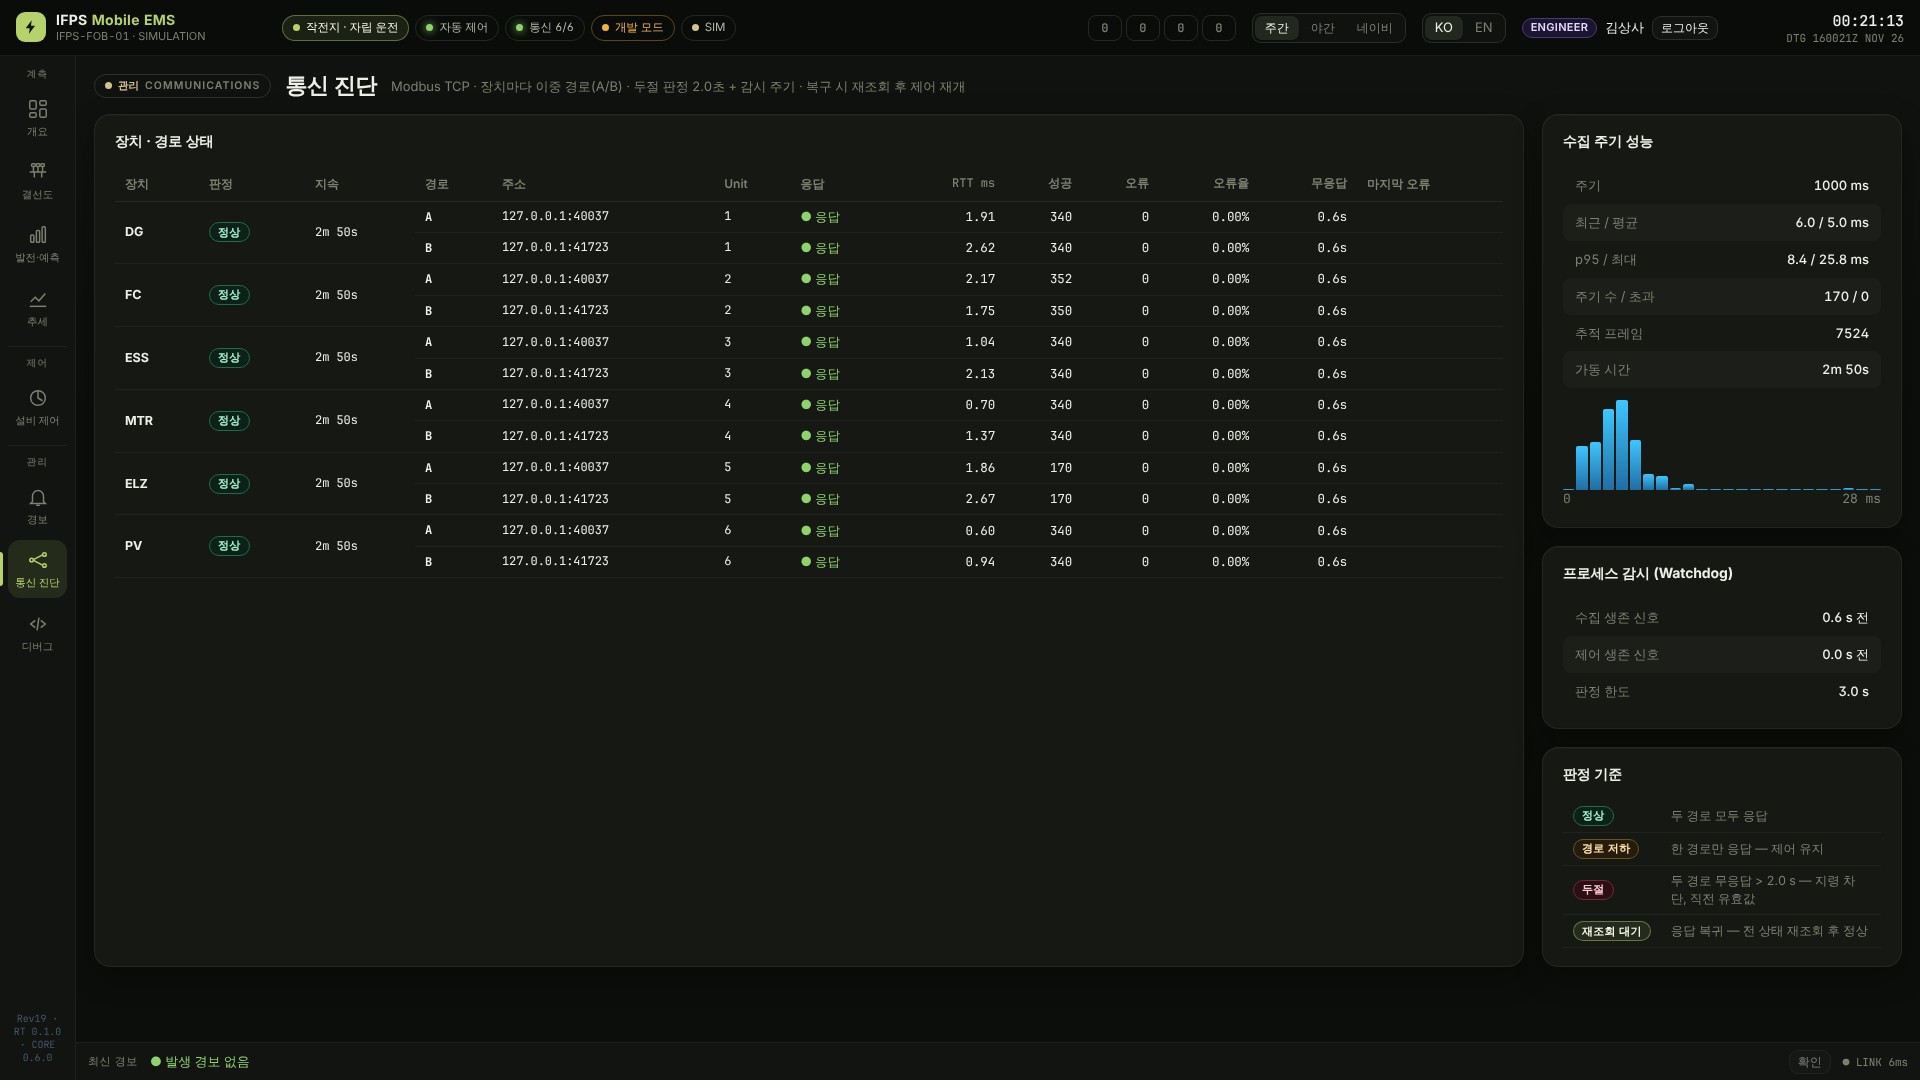 IFPS Mobile EMS
IFPS-FOB-01 · SIMULATION
작전지 · 자립 운전
자동 제어
통신 6/6
개발 모드
SIM
0 0 0 0
주간 야간 네이비
KO EN
ENGINEER 김상사 로그아웃
00:21:13
DTG 160021Z NOV 26
계측
개요
결선도
발전·예측
추세
제어
설비 제어
관리
경보
통신 진단
디버그
Rev19 ·
RT 0.1.0
· CORE
0.6.0
관리 COMMUNICATIONS
통신 진단
Modbus TCP · 장치마다 이중 경로(A/B) · 두절 판정 2.0초 + 감시 주기 · 복구 시 재조회 후 제어 재개
장치 · 경로 상태
장치 판정 지속 경로 주소 Unit 응답 RTT ms 성공 오류 오류율 무응답 마지막 오류
DG 정상 2m 50s
A 127.0.0.1:40037 1 응답 1.91 340 0 0.00% 0.6s
B 127.0.0.1:41723 1 응답 2.62 340 0 0.00% 0.6s
FC 정상 2m 50s
A 127.0.0.1:40037 2 응답 2.17 352 0 0.00% 0.6s
B 127.0.0.1:41723 2 응답 1.75 350 0 0.00% 0.6s
ESS 정상 2m 50s
A 127.0.0.1:40037 3 응답 1.04 340 0 0.00% 0.6s
B 127.0.0.1:41723 3 응답 2.13 340 0 0.00% 0.6s
MTR 정상 2m 50s
A 127.0.0.1:40037 4 응답 0.70 340 0 0.00% 0.6s
B 127.0.0.1:41723 4 응답 1.37 340 0 0.00% 0.6s
ELZ 정상 2m 50s
A 127.0.0.1:40037 5 응답 1.86 170 0 0.00% 0.6s
B 127.0.0.1:41723 5 응답 2.67 170 0 0.00% 0.6s
PV 정상 2m 50s
A 127.0.0.1:40037 6 응답 0.60 340 0 0.00% 0.6s
B 127.0.0.1:41723 6 응답 0.94 340 0 0.00% 0.6s
수집 주기 성능
주기 1000 ms
최근 / 평균 6.0 / 5.0 ms
p95 / 최대 8.4 / 25.8 ms
주기 수 / 초과 170 / 0
추적 프레임 7524
가동 시간 2m 50s
0 28 ms
프로세스 감시 (Watchdog)
수집 생존 신호 0.6 s 전
제어 생존 신호 0.0 s 전
판정 한도 3.0 s
판정 기준
정상 두 경로 모두 응답
경로 저하 한 경로만 응답 — 제어 유지
두절 두 경로 무응답 > 2.0 s — 지령 차
단, 직전 유효값
재조회 대기 응답 복귀 — 전 상태 재조회 후 정상
최신 경보 발생 경보 없음
확인 LINK 6ms